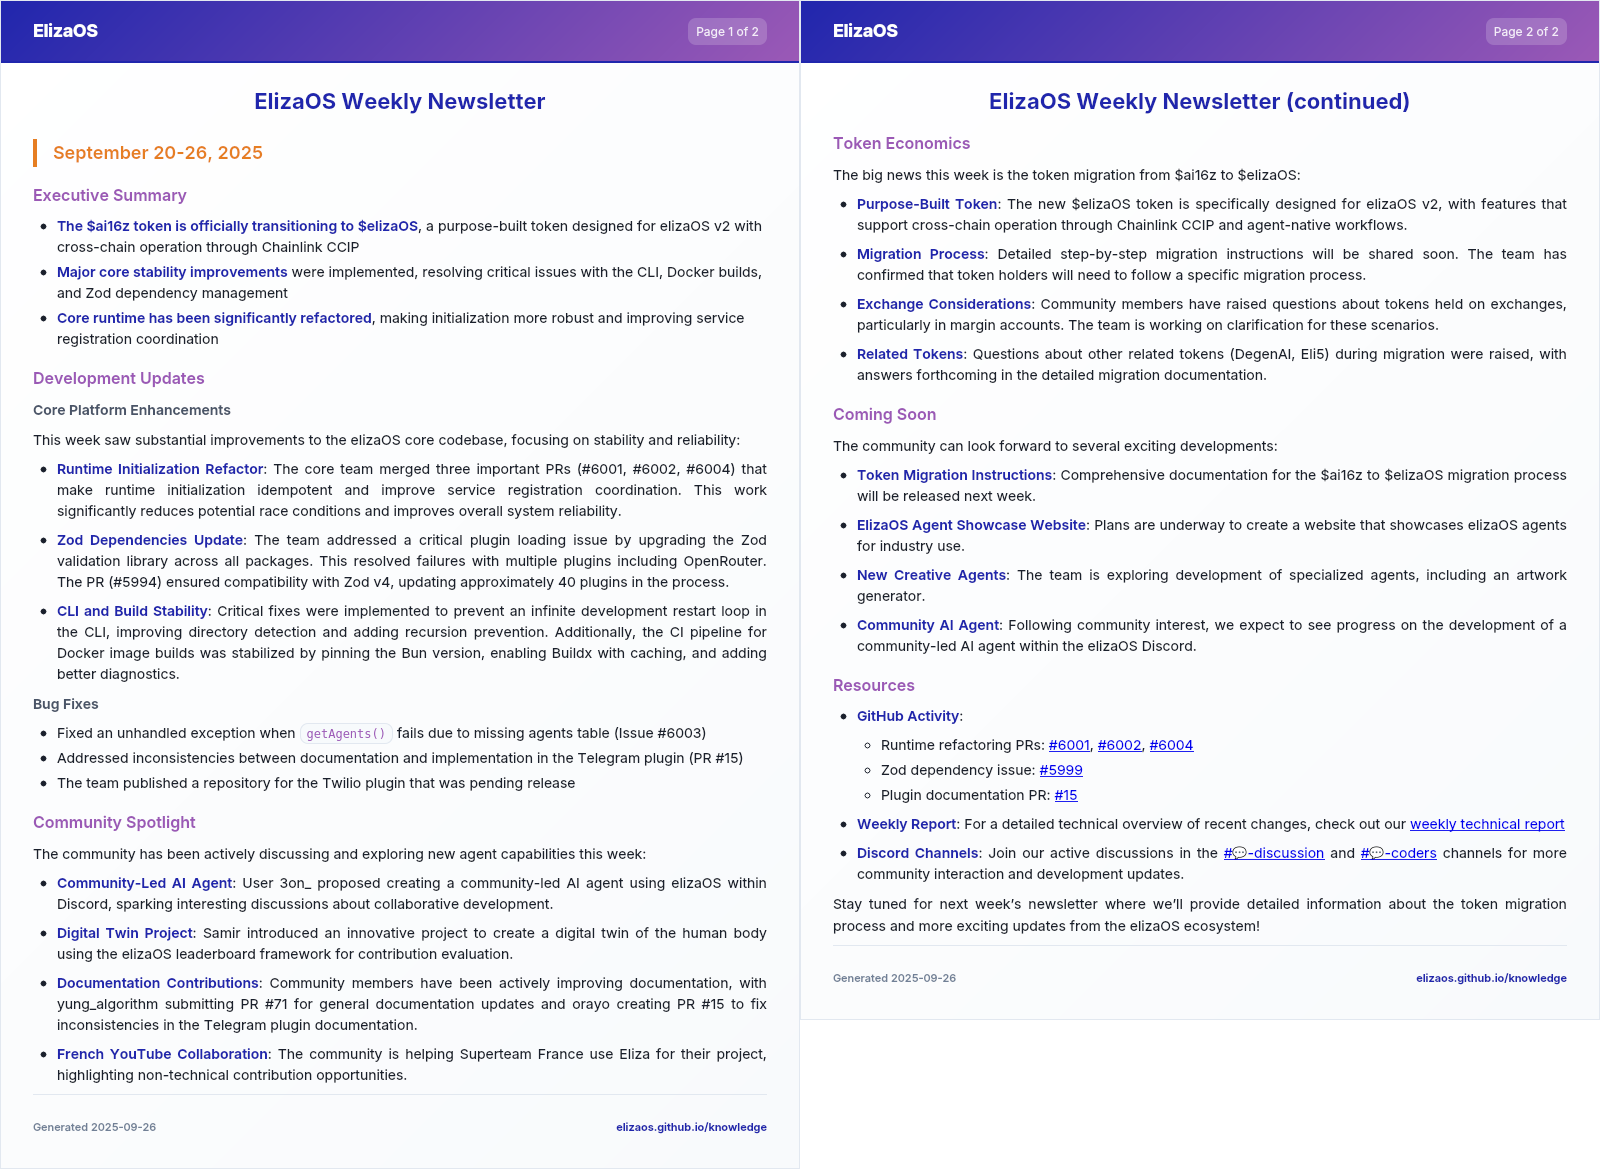 ElizaOS
Page 1 of 2
ElizaOS Weekly Newsletter
September 20-26, 2025
Executive Summary
• The $ai16z token is officially transitioning to $elizaOS, a purpose-built token designed for elizaOS v2 with
cross-chain operation through Chainlink CCIP
• Major core stability improvements were implemented, resolving critical issues with the CLI, Docker builds,
and Zod dependency management
• Core runtime has been significantly refactored, making initialization more robust and improving service
registration coordination
Development Updates
Core Platform Enhancements
This week saw substantial improvements to the elizaOS core codebase, focusing on stability and reliability:
• Runtime Initialization Refactor: The core team merged three important PRs (#6001, #6002, #6004) that
make runtime initialization idempotent and improve service registration coordination. This work
significantly reduces potential race conditions and improves overall system reliability.
• Zod Dependencies Update: The team addressed a critical plugin loading issue by upgrading the Zod
validation library across all packages. This resolved failures with multiple plugins including OpenRouter.
The PR (#5994) ensured compatibility with Zod v4, updating approximately 40 plugins in the process.
• CLI and Build Stability: Critical fixes were implemented to prevent an infinite development restart loop in
the CLI, improving directory detection and adding recursion prevention. Additionally, the CI pipeline for
Docker image builds was stabilized by pinning the Bun version, enabling Buildx with caching, and adding
better diagnostics.
Bug Fixes
• Fixed an unhandled exception when getAgents() fails due to missing agents table (Issue #6003)
• Addressed inconsistencies between documentation and implementation in the Telegram plugin (PR #15)
• The team published a repository for the Twilio plugin that was pending release
Community Spotlight
The community has been actively discussing and exploring new agent capabilities this week:
• Community-Led AI Agent: User 3on_ proposed creating a community-led AI agent using elizaOS within
Discord, sparking interesting discussions about collaborative development.
• Digital Twin Project: Samir introduced an innovative project to create a digital twin of the human body
using the elizaOS leaderboard framework for contribution evaluation.
• Documentation Contributions: Community members have been actively improving documentation, with
yung_algorithm submitting PR #71 for general documentation updates and orayo creating PR #15 to fix
inconsistencies in the Telegram plugin documentation.
• French YouTube Collaboration: The community is helping Superteam France use Eliza for their project,
highlighting non-technical contribution opportunities.
Generated 2025-09-26
elizaos.github.io/knowledge
ElizaOS
Page 2 of 2
ElizaOS Weekly Newsletter (continued)
Token Economics
The big news this week is the token migration from $ai16z to $elizaOS:
• Purpose-Built Token: The new $elizaOS token is specifically designed for elizaOS v2, with features that
support cross-chain operation through Chainlink CCIP and agent-native workflows.
• Migration Process: Detailed step-by-step migration instructions will be shared soon. The team has
confirmed that token holders will need to follow a specific migration process.
• Exchange Considerations: Community members have raised questions about tokens held on exchanges,
particularly in margin accounts. The team is working on clarification for these scenarios.
• Related Tokens: Questions about other related tokens (DegenAI, Eli5) during migration were raised, with
answers forthcoming in the detailed migration documentation.
Coming Soon
The community can look forward to several exciting developments:
• Token Migration Instructions: Comprehensive documentation for the $ai16z to $elizaOS migration process
will be released next week.
• ElizaOS Agent Showcase Website: Plans are underway to create a website that showcases elizaOS agents
for industry use.
• New Creative Agents: The team is exploring development of specialized agents, including an artwork
generator.
• Community AI Agent: Following community interest, we expect to see progress on the development of a
community-led AI agent within the elizaOS Discord.
Resources
• GitHub Activity:
◦ Runtime refactoring PRs: #6001, #6002, #6004
◦ Zod dependency issue: #5999
◦ Plugin documentation PR: #15
• Weekly Report: For a detailed technical overview of recent changes, check out our weekly technical report
• Discord Channels: Join our active discussions in the #💬-discussion and #💬-coders channels for more
community interaction and development updates.
Stay tuned for next week’s newsletter where we’ll provide detailed information about the token migration
process and more exciting updates from the elizaOS ecosystem!
Generated 2025-09-26
elizaos.github.io/knowledge